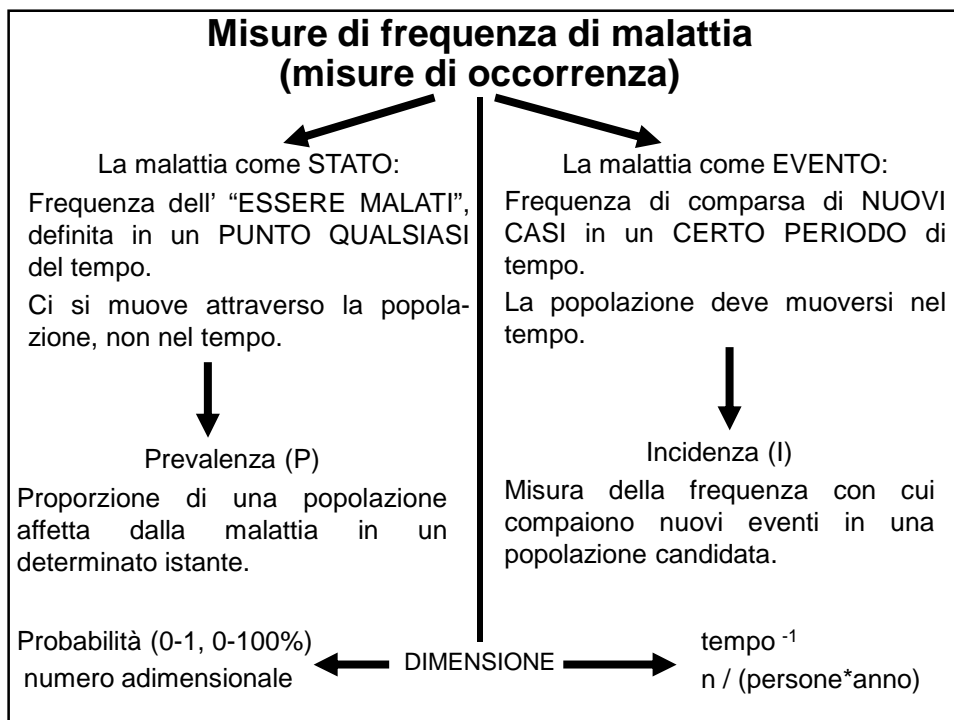 Misure di frequenza di malattia
(misure di occorrenza)
La malattia come STATO:
Frequenza dell' “ESSERE MALATI”,
definita in un PUNTO QUALSIASI
del tempo.
Ci si muove attraverso la popola-
zione, non nel tempo.
Prevalenza (P)
Proporzione di una popolazione
affetta dalla malattia in un
determinato istante.
Probabilità (0-1, 0-100%)
numero adimensionale
La malattia come EVENTO:
Frequenza di comparsa di NUOVI
CASI in un CERTO PERIODO di
tempo.
La popolazione deve muoversi nel
tempo.
Incidenza (I)
Misura della frequenza con cui
compaiono nuovi eventi in una
popolazione candidata.
tempo -1
n / (persone*anno)
DIMENSIONE